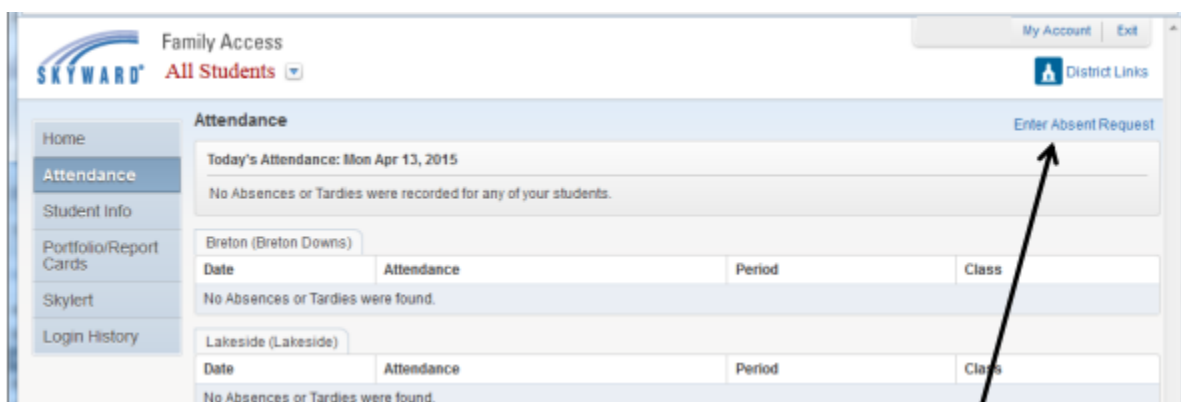 My Account Exit
SKYWARD® Family Access
All Students
District Links
Home
Attendance
Student Info
Portfolio/Report
Cards
Skylert
Login History
Attendance
Enter Absent Request
Today's Attendance: Mon Apr 13, 2015
No Absences or Tardies were recorded for any of your students.
Breton (Breton Downs)
Date Attendance Period Class
No Absences or Tardies were found.
Lakeside (Lakeside)
Date Attendance Period Class
No Absences or Tardies were found.